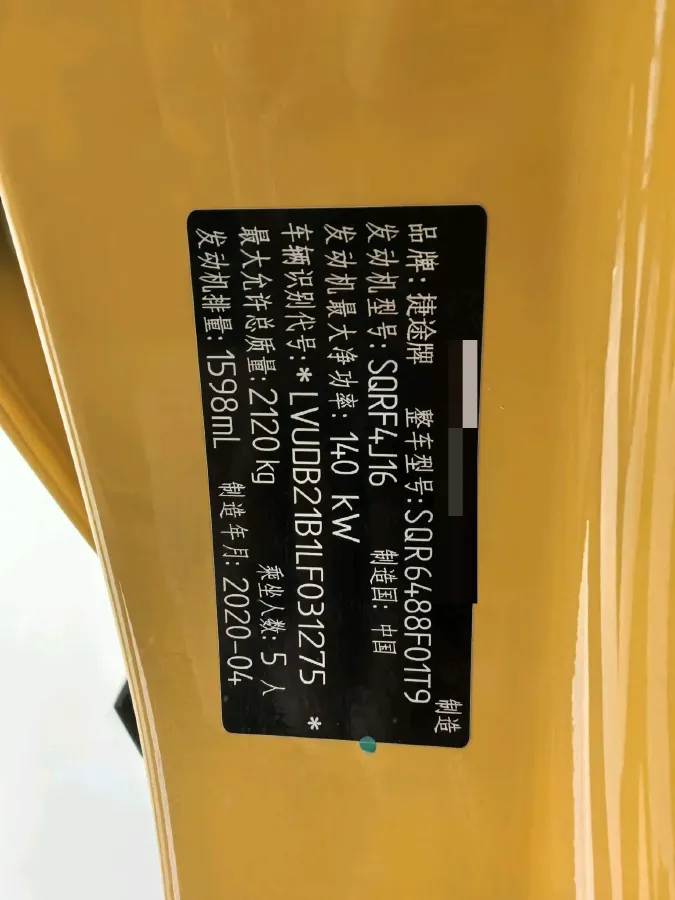 制造
品牌：捷途牌 整车型号：SQR6488F01T9
发动机型号：SQRF4J16 制造国：中国
发动机最大净功率：140 kW
车辆识别代号：*LVUDB21B1LF031275*
最大允许总质量：2120kg 乘坐人数：5 人
发动机排量：1598mL 制造年月：2020-04